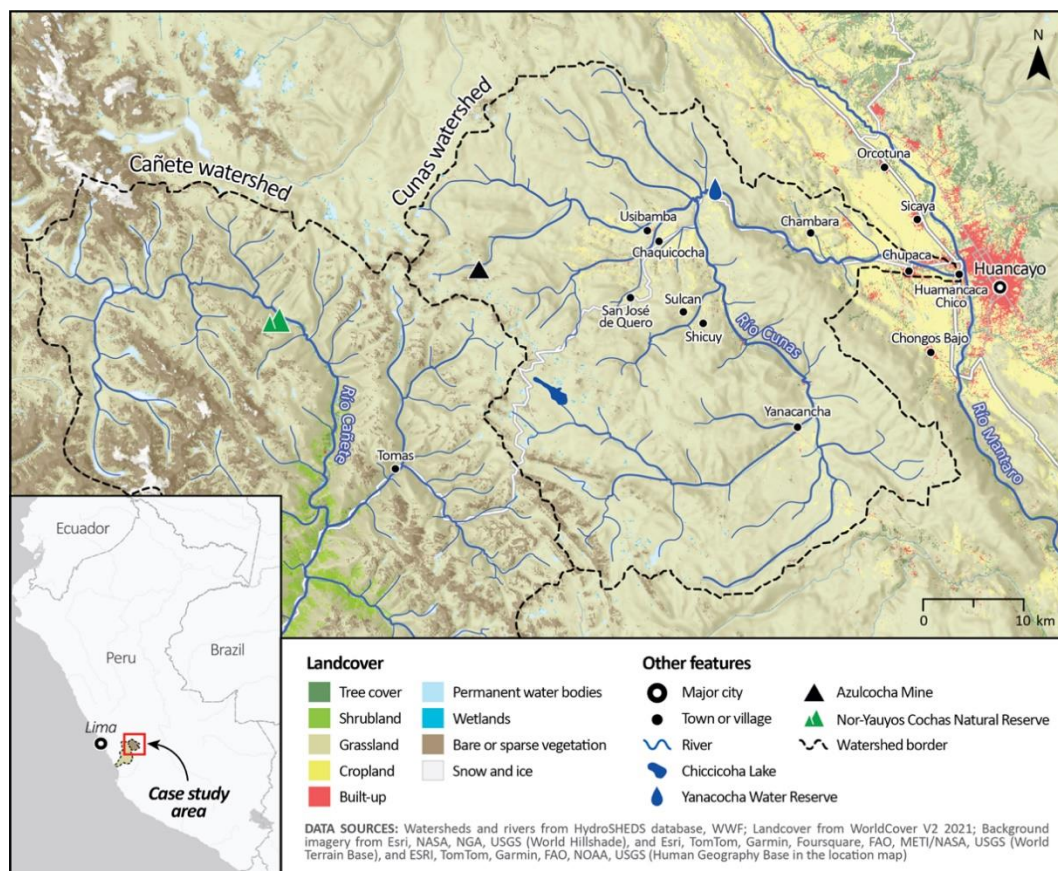 N
Cañete watershed
Cunas watershed
Orcotuna
Sicaya
Usibamba
Chambara
Chaquicocha
Chupaca
Huancayo
Huamancaca
Chico
San José
de Quero
Sulcan
Shicuy
Río Cunas
Chongos Bajo
Río Cañete
Yanacancha
Río Mantaro
Tomas
0 10 km
Ecuador
Peru
Brazil
Lima
Case study
area
Landcover
Tree cover
Shrubland
Grassland
Cropland
Built-up
Permanent water bodies
Wetlands
Bare or sparse vegetation
Snow and ice
Other features
Major city
Town or village
River
Chiccicoha Lake
Yanacocha Water Reserve
Azulcocha Mine
Nor-Yauyos Cochas Natural Reserve
Watershed border
DATA SOURCES: Watersheds and rivers from HydroSHEDS database, WWF; Landcover from WorldCover V2 2021; Background
imagery from Esri, NASA, NGA, USGS (World Hillshade), and Esri, TomTom, Garmin, Foursquare, FAO, METI/NASA, USGS (World
Terrain Base), and ESRI, TomTom, Garmin, FAO, NOAA, USGS (Human Geography Base in the location map)